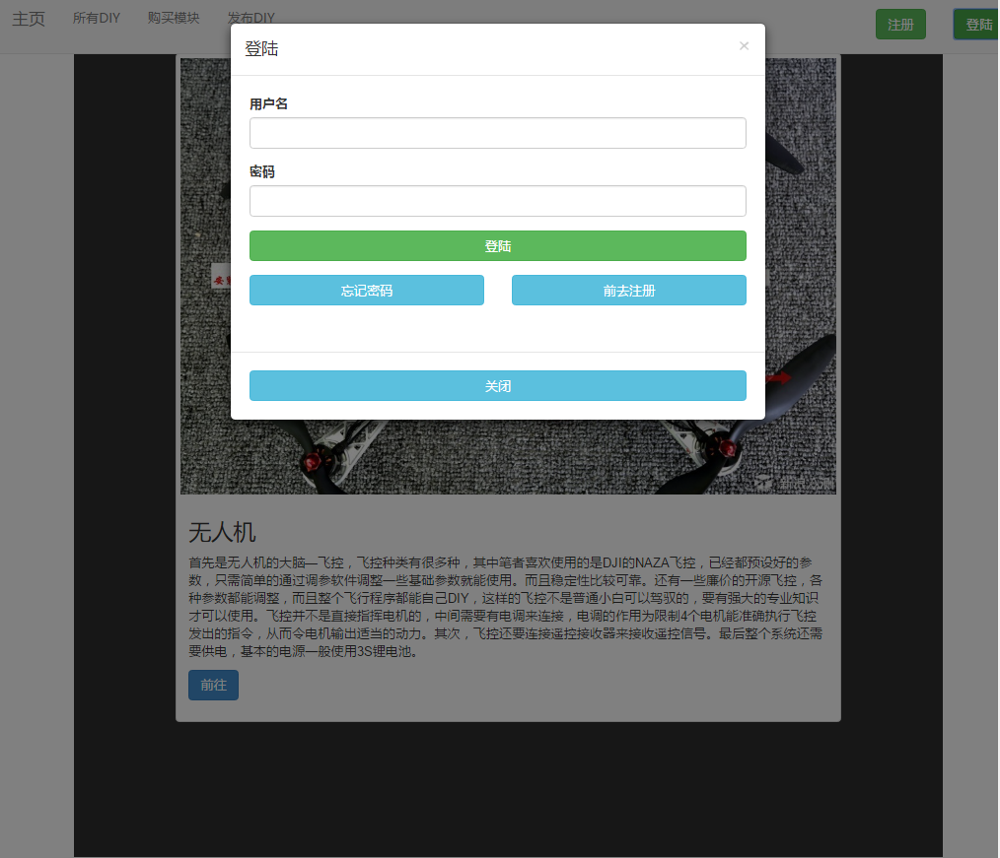 主页 所有DIY 购买模块 发布DIY 注册 登陆
登陆 ×
用户名
密码
登陆
忘记密码 前去注册
关闭
无人机
首先是无人机的大脑—飞控，飞控种类有很多种，其中笔者喜欢使用的是DJI的NAZA飞控，已经都预设好的参
数，只需简单的通过调参软件调整一些基础参数就能使用。而且稳定性比较可靠。还有一些廉价的开源飞控，各
种参数都能调整，而且整个飞行程序都能自己DIY，这样的飞控不是普通小白可以驾驭的，要有强大的专业知识
才可以使用。飞控并不是直接指挥电机的，中间需要有电调来连接，电调的作用为限制4个电机能准确执行飞控
发出的指令，从而令电机输出适当的动力。其次，飞控还要连接遥控接收器来接收遥控信号。最后整个系统还需
要供电，基本的电源一般使用3S锂电池。
前往